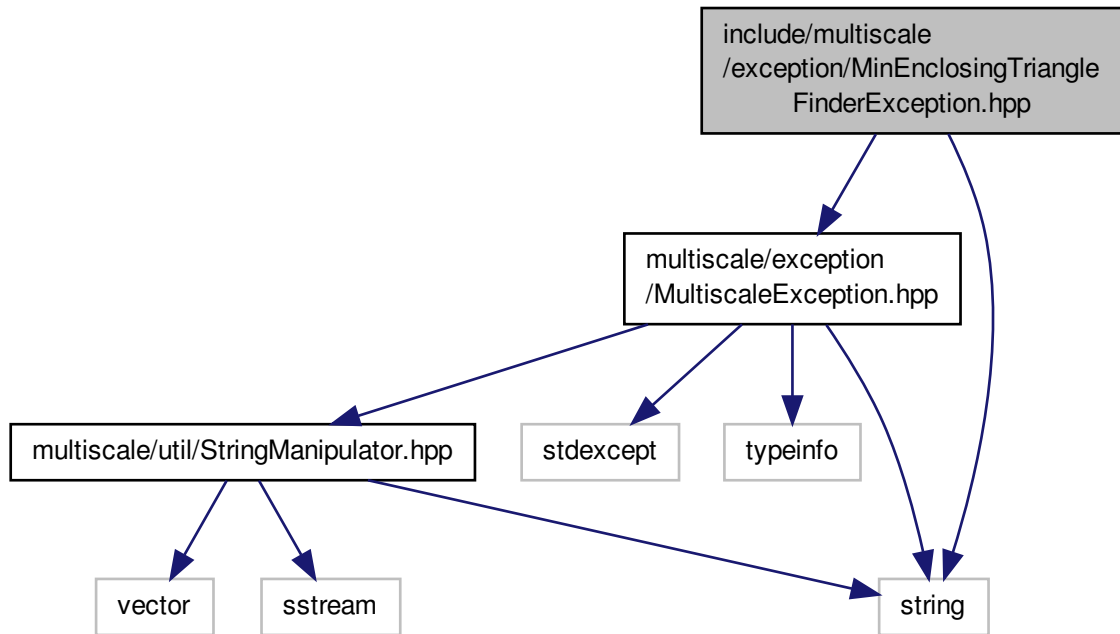 include/multiscale
/exception/MinEnclosingTriangle
FinderException.hpp
multiscale/exception
/MultiscaleException.hpp
multiscale/util/StringManipulator.hpp
stdexcept
typeinfo
vector
sstream
string